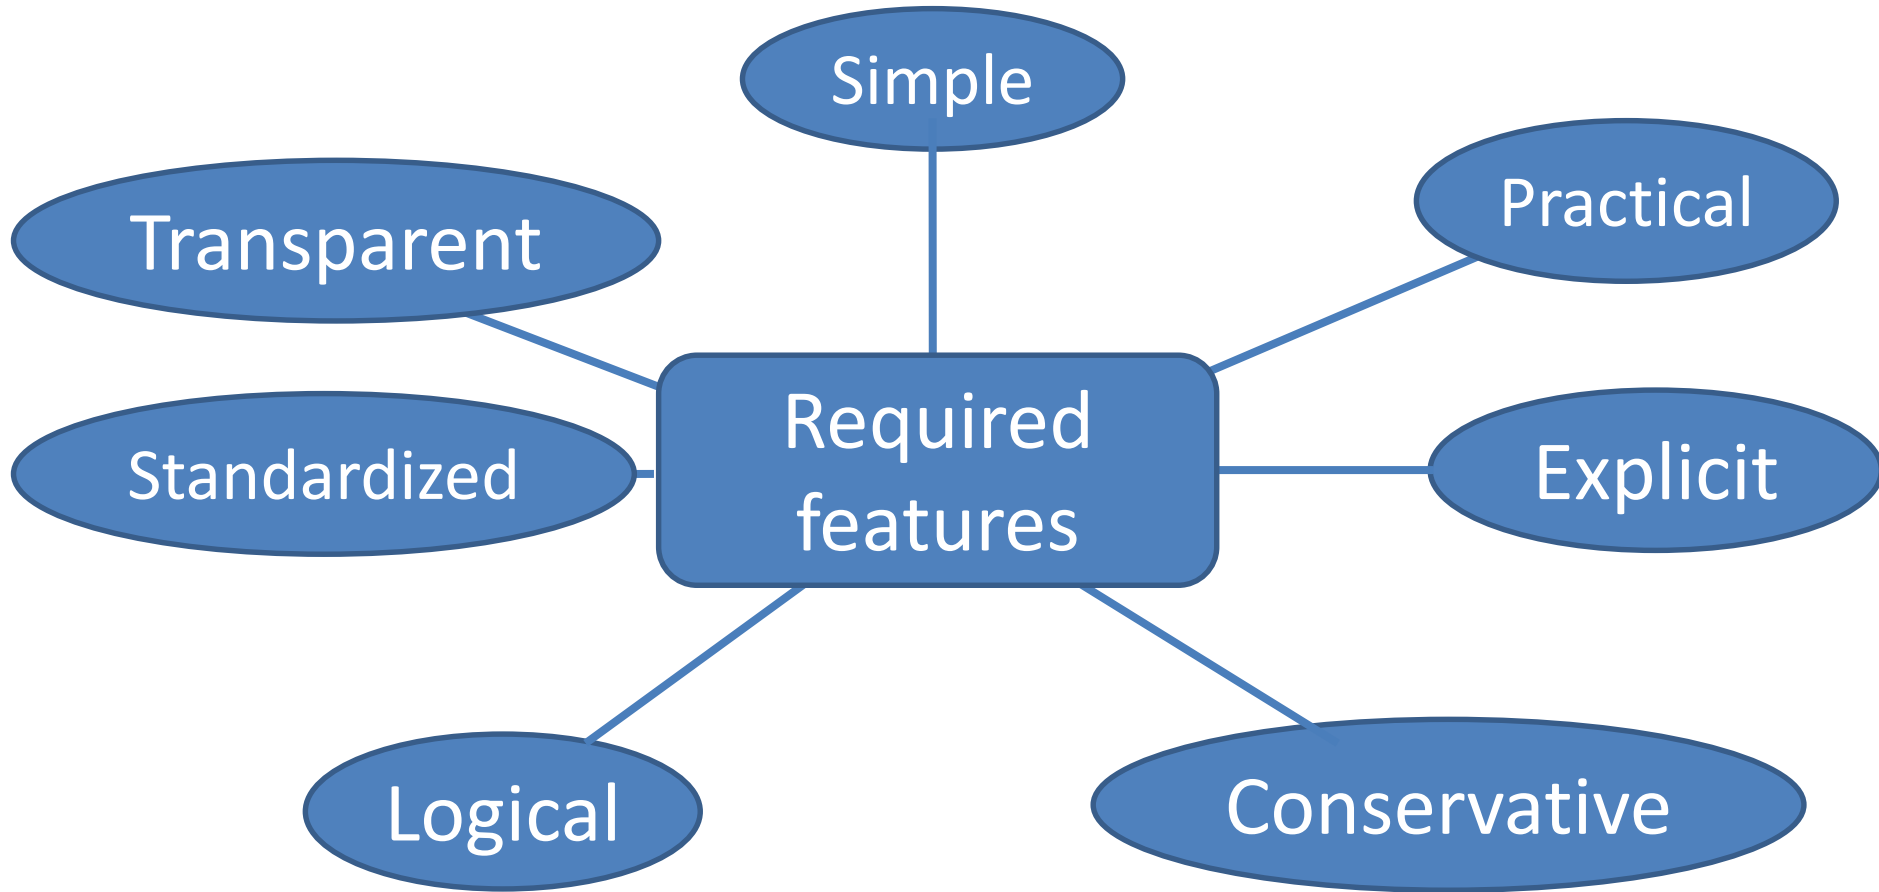 Simple
Practical
Transparent
Required
features
Standardized
Explicit
Logical
Conservative